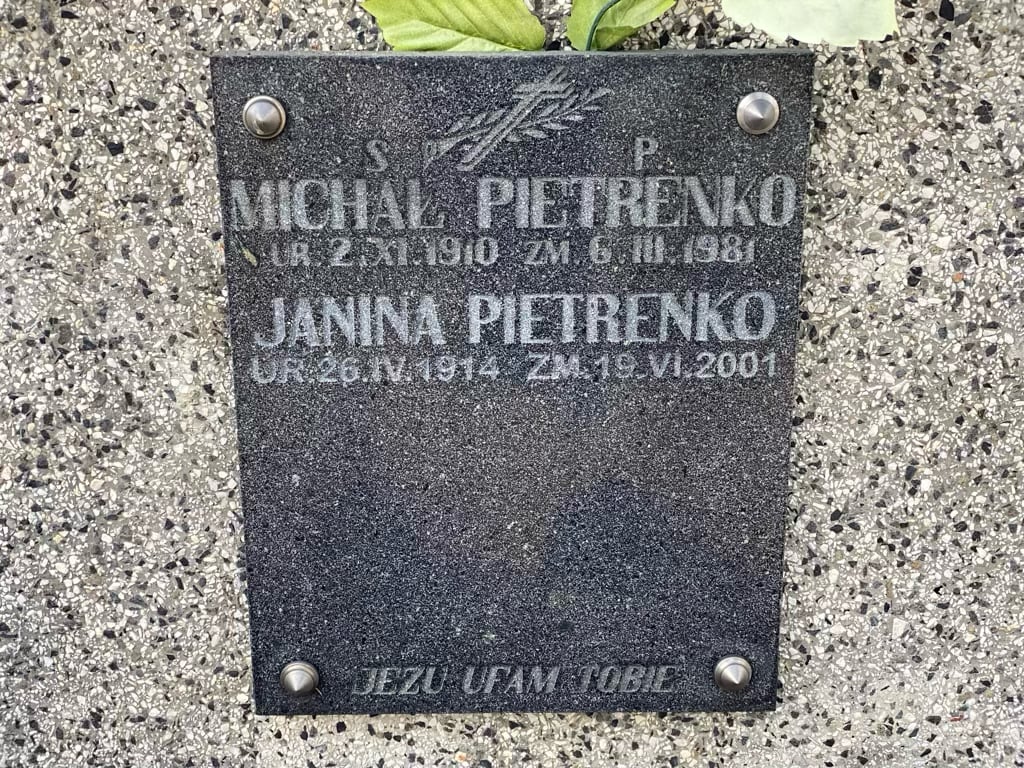 S P P
MICHAŁ PIETRENKO
UR. 2.XI.1910 ZM. 6.III.1981
JANINA PIETRENKO
UR.26.IV.1914 ZM.19.VI.2001
JEZU UFAM TOBIE